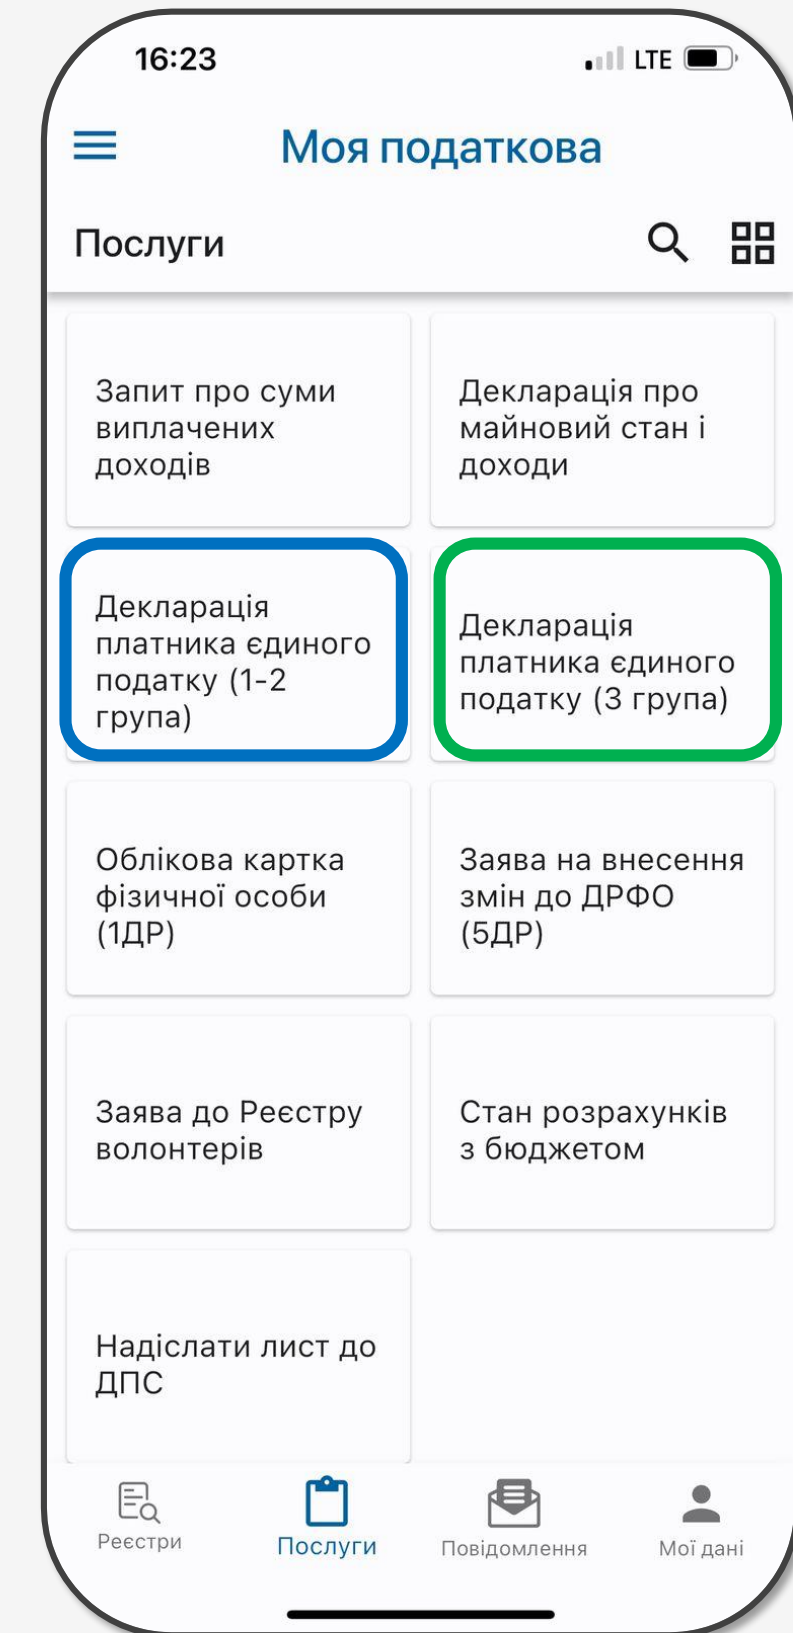 16:23
LTE
Моя податкова
Послуги
Запит про суми
виплачених
доходів
Декларація про
майновий стан і
доходи
Декларація
платника єдиного
податку (1-2
група)
Декларація
платника єдиного
податку (3 група)
Облікова картка
фізичної особи
(1ДР)
Заява на внесення
змін до ДРФО
(5ДР)
Заява до Реєстру
волонтерів
Стан розрахунків
з бюджетом
Надіслати лист до
ДПС
Реєстри
Послуги
Повідомлення
Мої дані